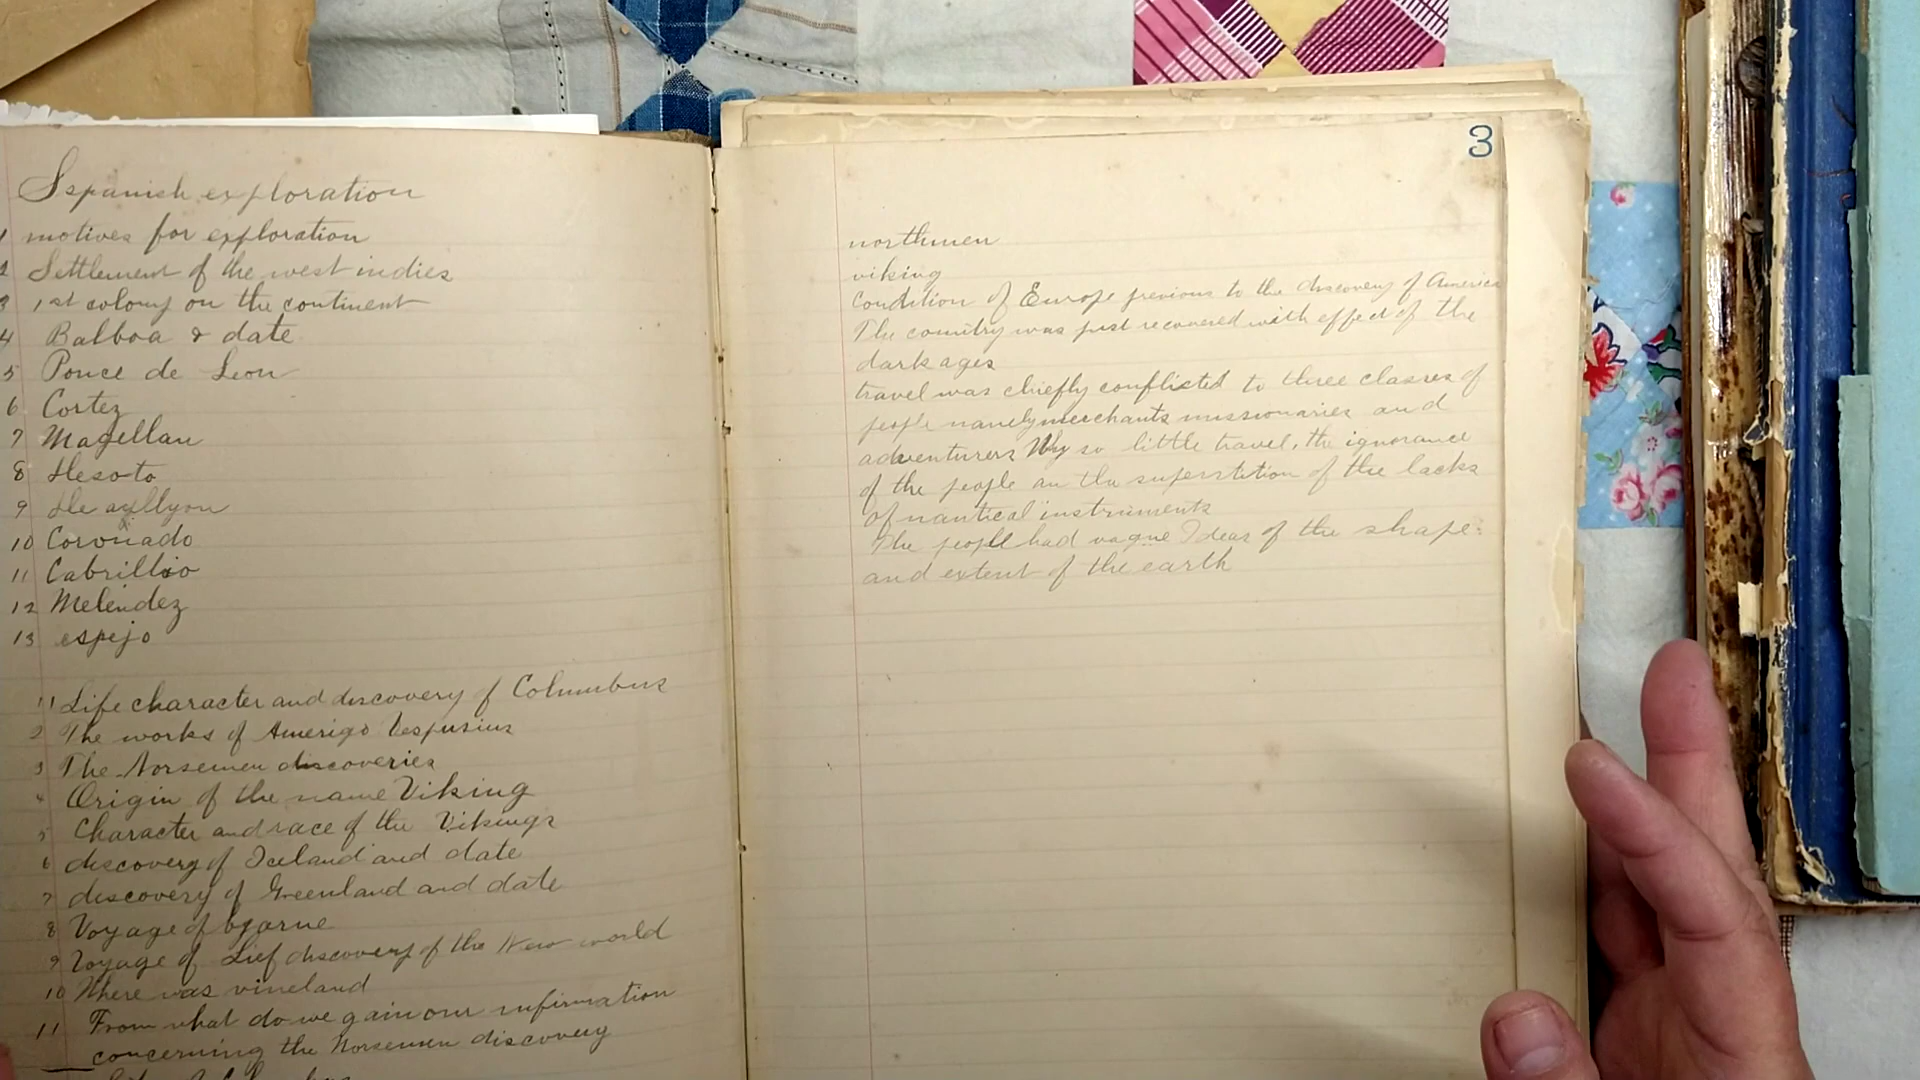 Sspanish exploration
1 motives for exploration
2 Settlement of the west indies
3 1st colony on the continent
4 Balboa & date
5 Ponce de Leon
6 Cortez
7 Magellan
8 Desoto
9 De ayllyon
10 Coronado
11 Cabrillio
12 Melendez
13 espejo
1 Life character and discovery of Columbus
2 The works of Amerigo Vespusius
3 The Norsemen discoveries
4 Origin of the name Viking
5 Character and race of the Vikings
6 discovery of Iceland and date
7 discovery of Greenland and date
8 Voyage of bjarne
9 Voyage of Lief discovery of the New world
10 Where was vineland
11 From what do we gain our infirmation
concerning the Norsemen discovery
3
northmen
viking
Condition of Europe previous to the discovery of America
The country was just recovered with effect of the
dark ages
travel was chiefly conflicted to three classes of
people namely merchants missionaries and
adventurers Why so little travel, the ignorance
of the people an the superstition of the lacks
of nautical instruments
The people had vague Ideas of the shape
and extent of the earth